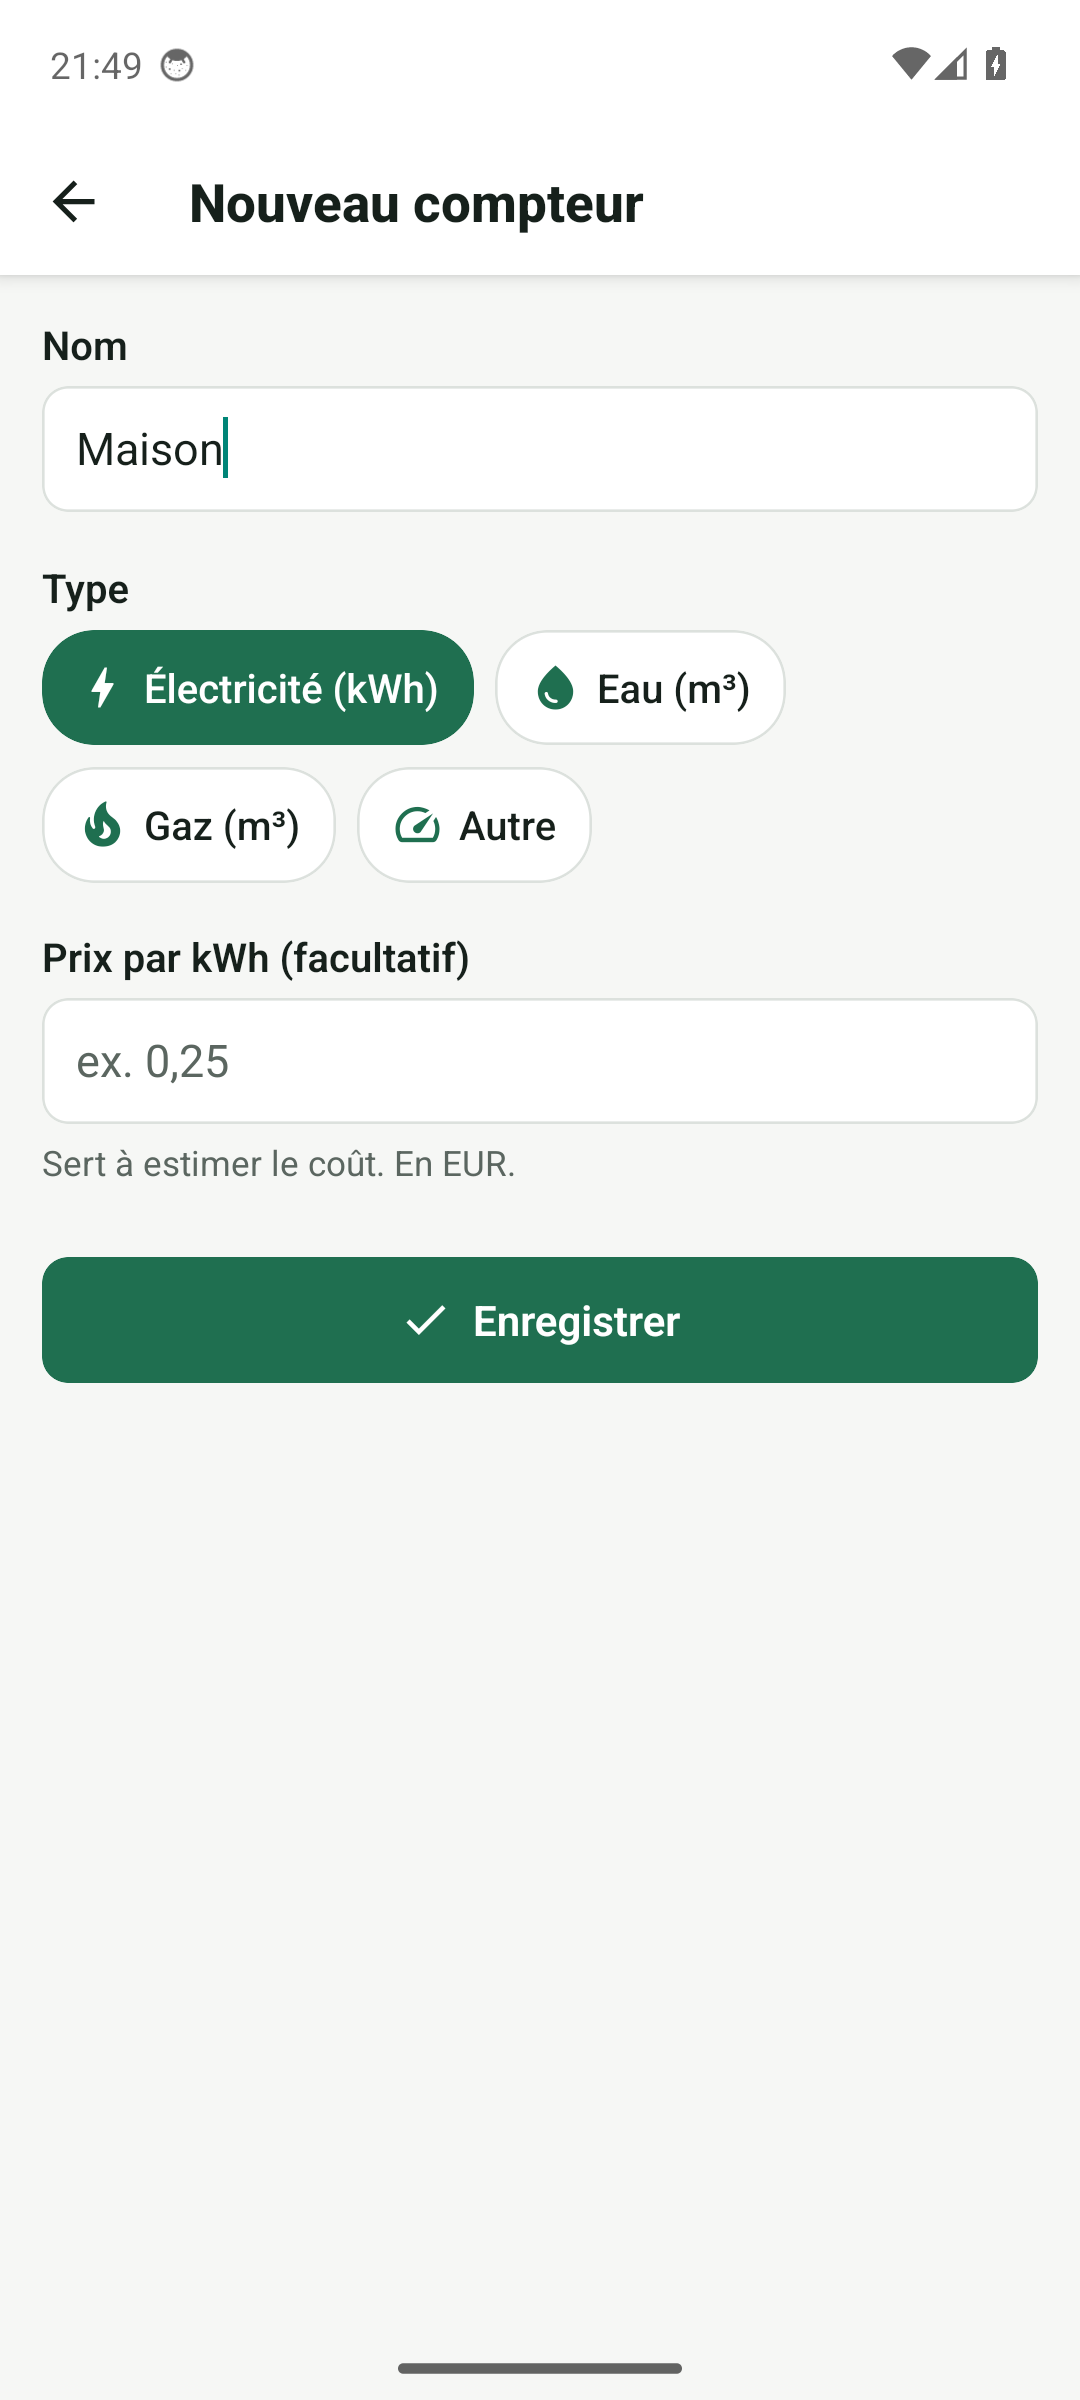 21:49
Nouveau compteur
Nom
Maison
Type
Électricité (kWh)
Eau (m³)
Gaz (m³)
Autre
Prix par kWh (facultatif)
ex. 0,25
Sert à estimer le coût. En EUR.
Enregistrer